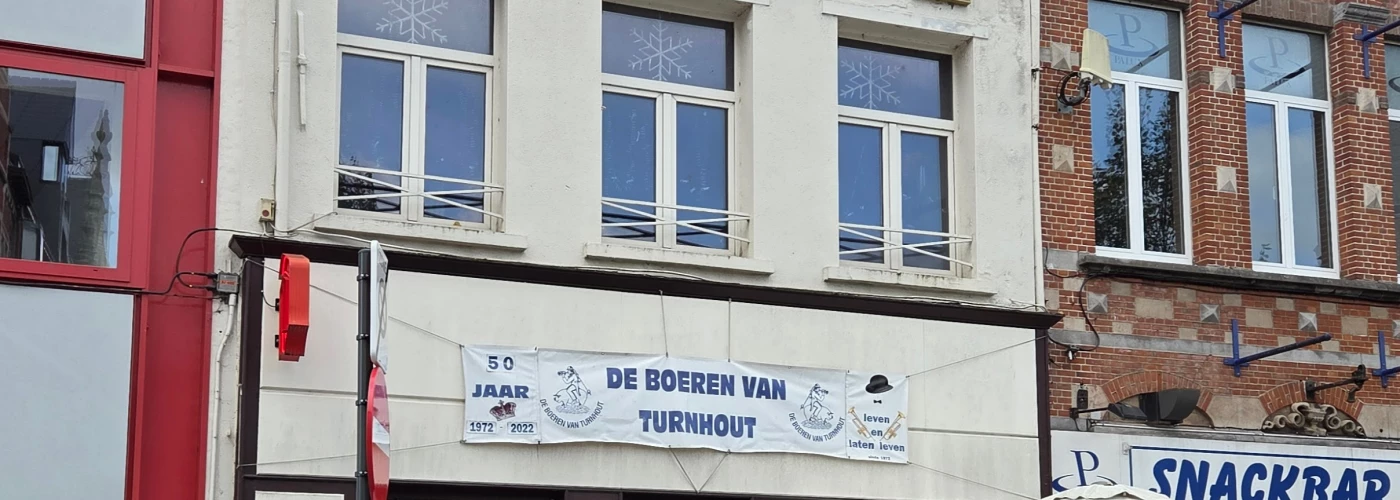 50
JAAR
1972 - 2022
DE BOEREN VAN TURNHOUT
DE BOEREN VAN
TURNHOUT
DE BOEREN VAN TURNHOUT
leven
en
laten leven
P
SNACKBAR